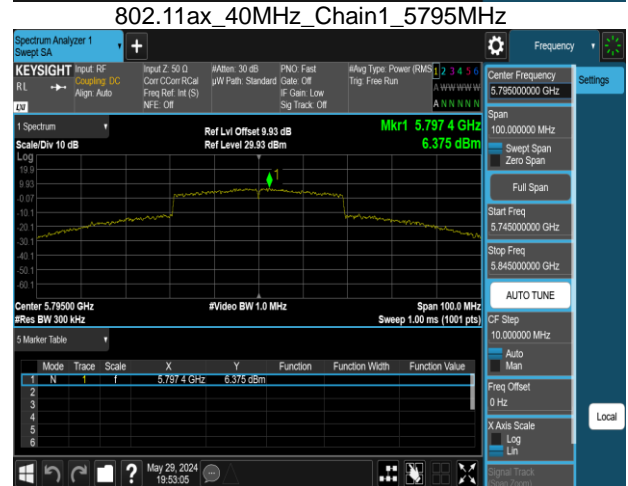 802.11ax_40MHz_Chain1_5795MHz
Spectrum Analyzer 1
Swept SA
+
Frequency
KEYSIGHT
RL
LXI
Input: RF
Coupling: DC
Align: Auto
Input Z: 50 Ω
Corr CCorr RCal
Freq Ref: Int (S)
NFE: Off
#Atten: 30 dB
µW Path: Standard
PNO: Fast
Gate: Off
IF Gain: Low
Sig Track: Off
#Avg Type: Power (RMS
Trig: Free Run
1 2 3 4 5 6
A W W W W W
A N N N N N
1 Spectrum
Scale/Div 10 dB
Ref Lvl Offset 9.93 dB
Ref Level 29.93 dBm
Mkr1 5.797 4 GHz
6.375 dBm
Log
19.9
9.93
-0.07
-10.1
-20.1
-30.1
-40.1
-50.1
-60.1
1
Center 5.79500 GHz
#Res BW 300 kHz
#Video BW 1.0 MHz
Span 100.0 MHz
Sweep 1.00 ms (1001 pts)
5 Marker Table
Mode Trace Scale X Y Function Function Width Function Value
1 N 1 f 5.797 4 GHz 6.375 dBm
2
3
4
5
6
May 29, 2024
19:53:05
?
Center Frequency
5.795000000 GHz
Settings
Span
100.000000 MHz
Swept Span
Zero Span
Full Span
Start Freq
5.745000000 GHz
Stop Freq
5.845000000 GHz
AUTO TUNE
CF Step
10.000000 MHz
Auto
Man
Freq Offset
0 Hz
X Axis Scale
Log
Lin
Local
Signal Track
(Span Zoom)